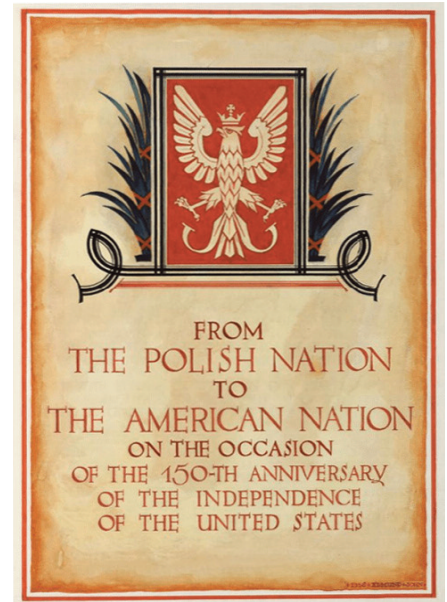 FROM
THE POLISH NATION
TO
THE AMERICAN NATION
ON THE OCCASION
OF THE 150-TH ANNIVERSARY
OF THE INDEPENDENCE
OF THE UNITED STATES